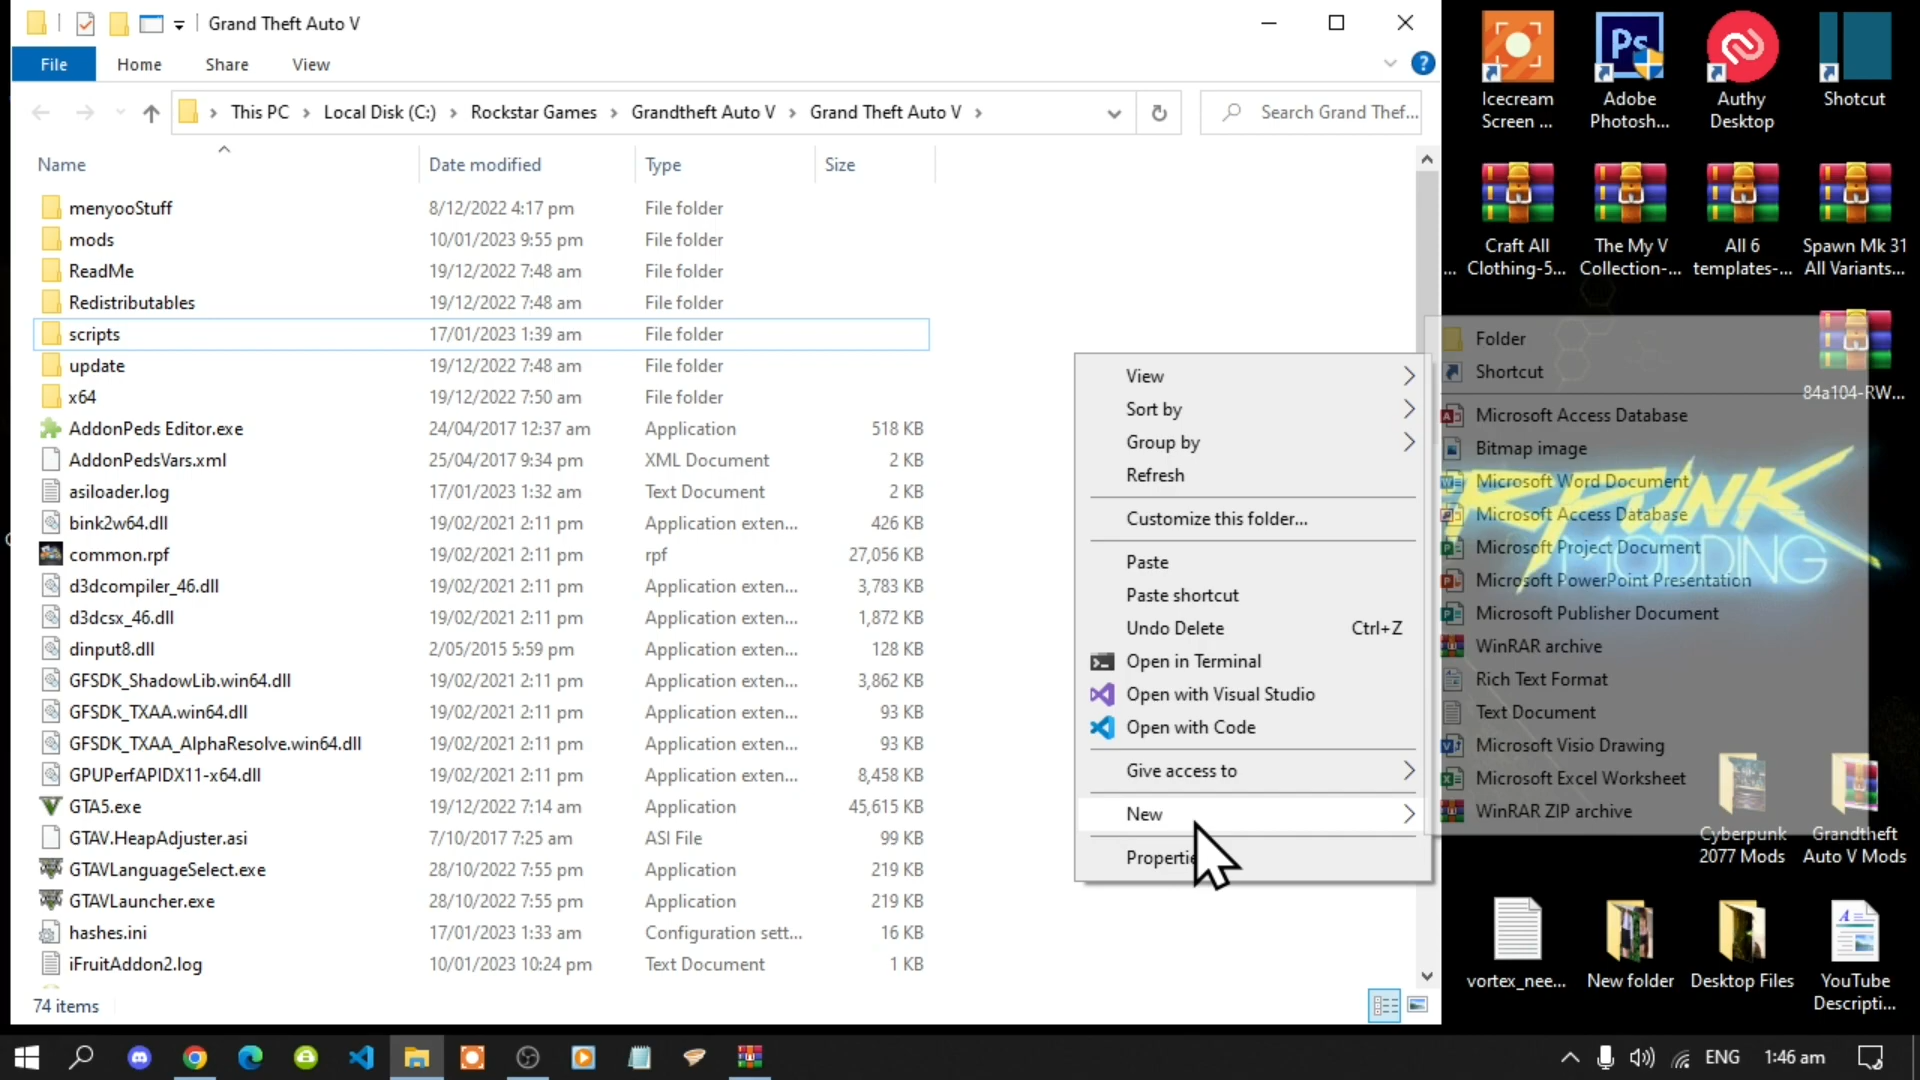 Grand Theft Auto V
File Home Share View
This PC Local Disk (C:) Rockstar Games Grandtheft Auto V Grand Theft Auto V
Search Grand Thef...
Name Date modified Type Size
menyooStuff 8/12/2022 4:17 pm File folder
mods 10/01/2023 9:55 pm File folder
ReadMe 19/12/2022 7:48 am File folder
Redistributables 19/12/2022 7:48 am File folder
scripts 17/01/2023 1:39 am File folder
update 19/12/2022 7:48 am File folder
x64 19/12/2022 7:50 am File folder
AddonPeds Editor.exe 24/04/2017 12:37 am Application 518 KB
AddonPedsVars.xml 25/04/2017 9:34 pm XML Document 2 KB
asiloader.log 17/01/2023 1:32 am Text Document 2 KB
bink2w64.dll 19/02/2021 2:11 pm Application exten... 426 KB
common.rpf 19/02/2021 2:11 pm rpf 27,056 KB
d3dcompiler_46.dll 19/02/2021 2:11 pm Application exten... 3,783 KB
d3dcsx_46.dll 19/02/2021 2:11 pm Application exten... 1,872 KB
dinput8.dll 2/05/2015 5:59 pm Application exten... 128 KB
GFSDK_ShadowLib.win64.dll 19/02/2021 2:11 pm Application exten... 3,862 KB
GFSDK_TXAA.win64.dll 19/02/2021 2:11 pm Application exten... 93 KB
GFSDK_TXAA_AlphaResolve.win64.dll 19/02/2021 2:11 pm Application exten... 93 KB
GPUPerfAPIDX11-x64.dll 19/02/2021 2:11 pm Application exten... 8,458 KB
GTA5.exe 19/12/2022 7:14 am Application 45,615 KB
GTAV.HeapAdjuster.asi 7/10/2017 7:25 am ASI File 99 KB
GTAVLanguageSelect.exe 28/10/2022 7:55 pm Application 219 KB
GTAVLauncher.exe 28/10/2022 7:55 pm Application 219 KB
hashes.ini 17/01/2023 1:33 am Configuration sett... 16 KB
iFruitAddon2.log 10/01/2023 10:24 pm Text Document 1 KB
74 items
View
Sort by
Group by
Refresh
Customize this folder...
Paste
Paste shortcut
Undo Delete Ctrl+Z
Open in Terminal
Open with Visual Studio
Open with Code
Give access to
New
Properti
Folder
Shortcut
Microsoft Access Database
Bitmap image
Microsoft Word Document
Microsoft Access Database
Microsoft Project Document
Microsoft PowerPoint Presentation
Microsoft Publisher Document
WinRAR archive
Rich Text Format
Text Document
Microsoft Visio Drawing
Microsoft Excel Worksheet
WinRAR ZIP archive
RPUNK
MODDING
Ps
Icecream Adobe Authy Shotcut
Screen ... Photosh... Desktop
Craft All The My V All 6 Spawn Mk 31
... Clothing-5... Collection-... templates-... All Variants...
84a104-RW...
Cyberpunk Grandtheft
2077 Mods Auto V Mods
vortex_nee... New folder Desktop Files YouTube
Descripti...
ENG 1:46 am